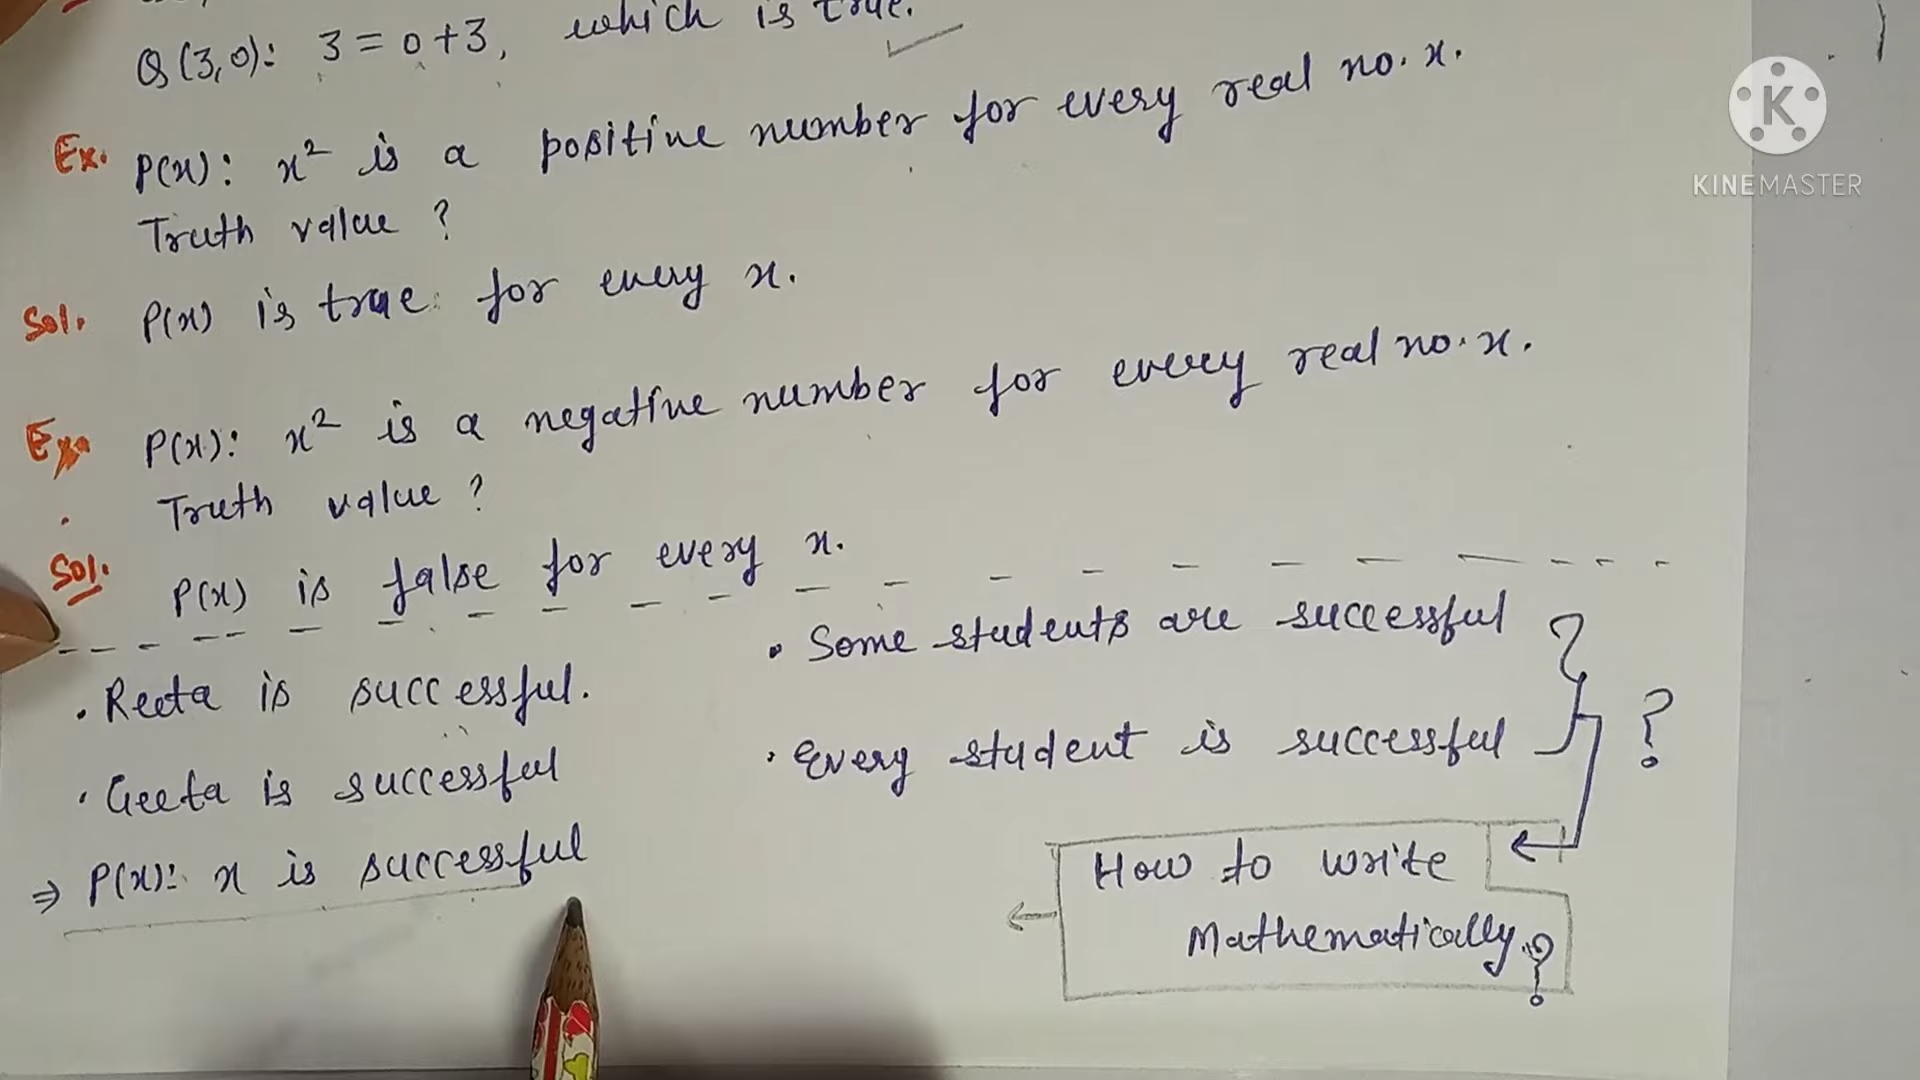 Q(3,0): 3 = 0+3, which is true.
Ex. P(x): x² is a positive number for every real no. x.
Truth value ?
Sol. P(x) is true for every x.
Ex. P(x): x² is a negative number for every real no. x.
Truth value ?
Sol. P(x) is false for every x.
• Reeta is successful.
• Geeta is successful
⇒ P(x): x is successful
• Some students are successful
• Every student is successful
?
How to write
Mathematically?
KINEMASTER
K